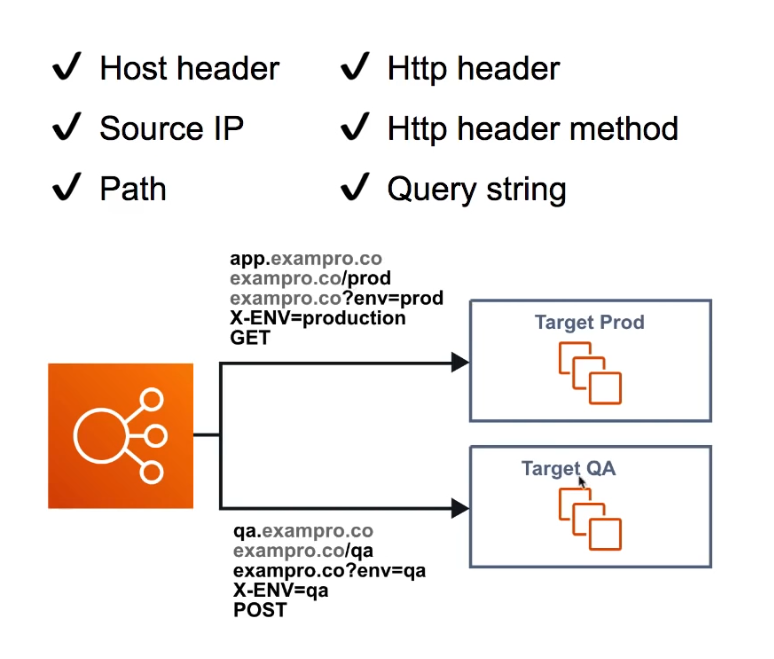 ✓ Host header
✓ Http header
✓ Source IP
✓ Http header method
✓ Path
✓ Query string
app.exampro.co
exampro.co/prod
exampro.co?env=prod
X-ENV=production
GET
Target Prod
Target QA
qa.exampro.co
exampro.co/qa
exampro.co?env=qa
X-ENV=qa
POST